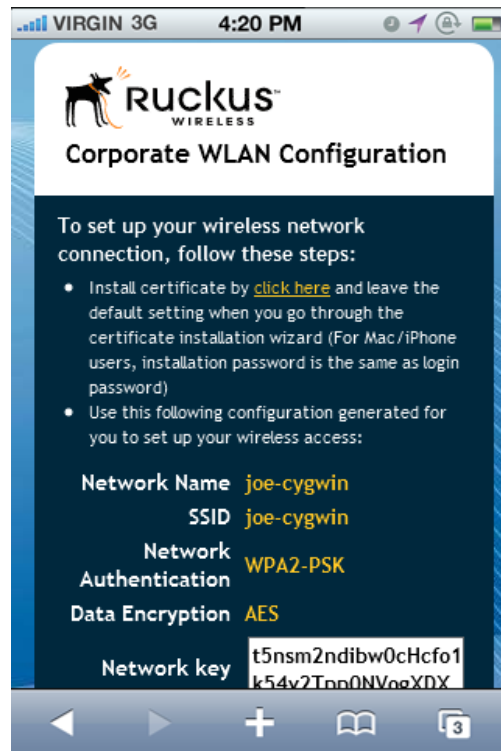 VIRGIN 3G 4:20 PM
RUCKUS
WIRELESS
Corporate WLAN Configuration
To set up your wireless network
connection, follow these steps:
• Install certificate by click here and leave the
default setting when you go through the
certificate installation wizard (For Mac/iPhone
users, installation password is the same as login
password)
• Use this following configuration generated for
you to set up your wireless access:
Network Name joe-cygwin
SSID joe-cygwin
Network
Authentication WPA2-PSK
Data Encryption AES
Network key t5nsm2ndibw0cHcfo1
3